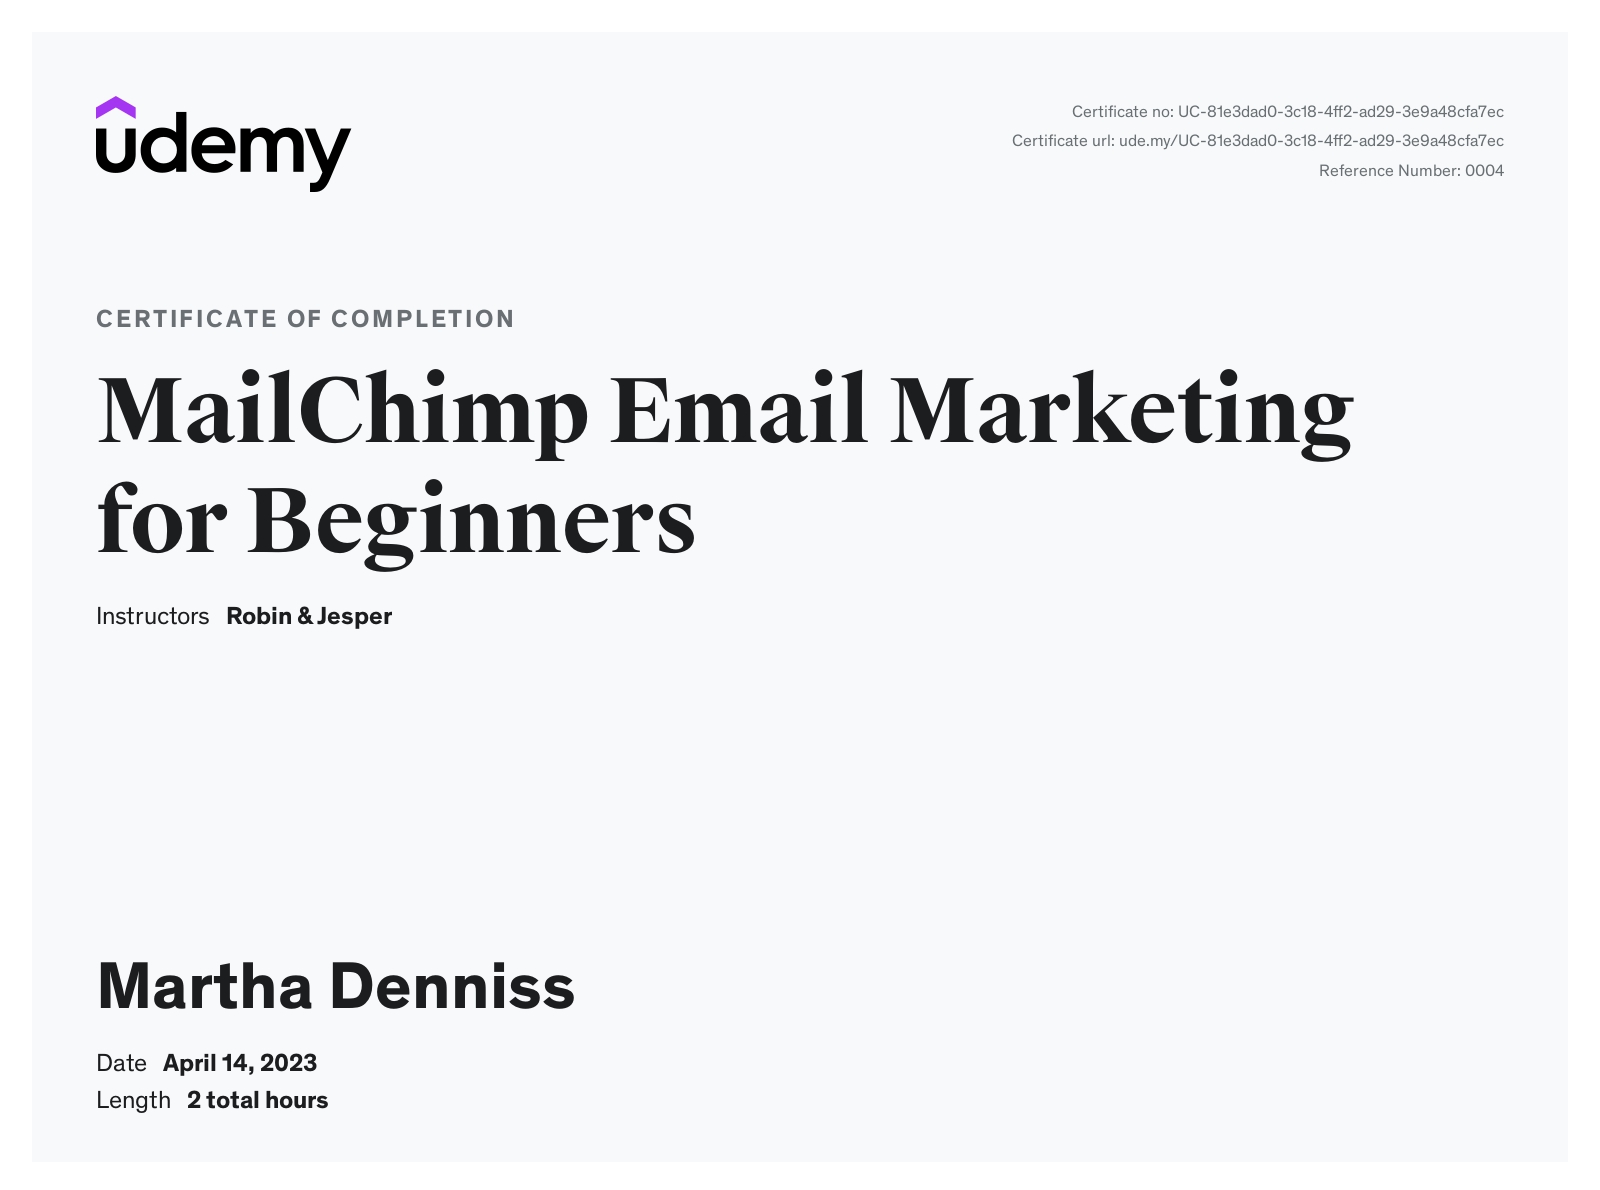 udemy
Certificate no: UC-81e3dad0-3c18-4ff2-ad29-3e9a48cfa7ec
Certificate url: ude.my/UC-81e3dad0-3c18-4ff2-ad29-3e9a48cfa7ec
Reference Number: 0004
CERTIFICATE OF COMPLETION
MailChimp Email Marketing
for Beginners
Instructors Robin & Jesper
Martha Denniss
Date April 14, 2023
Length 2 total hours